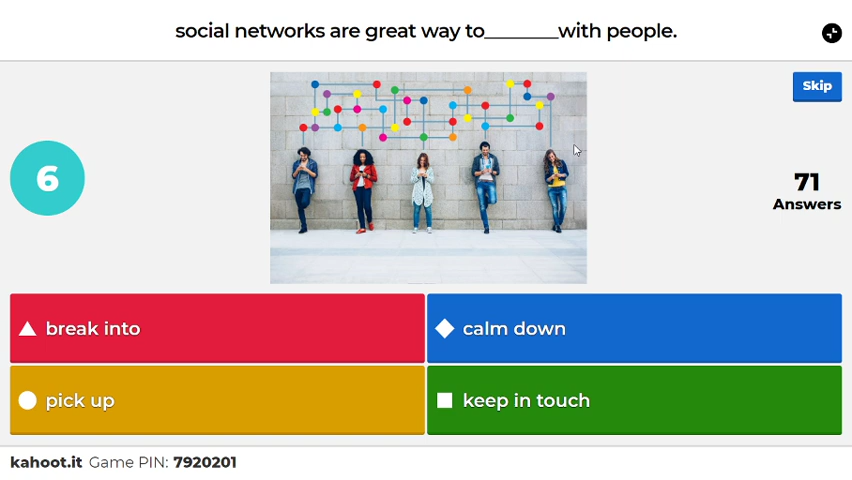 social networks are great way to________with people.
Skip
6
71
Answers
break into
calm down
pick up
keep in touch
kahoot.it Game PIN: 7920201